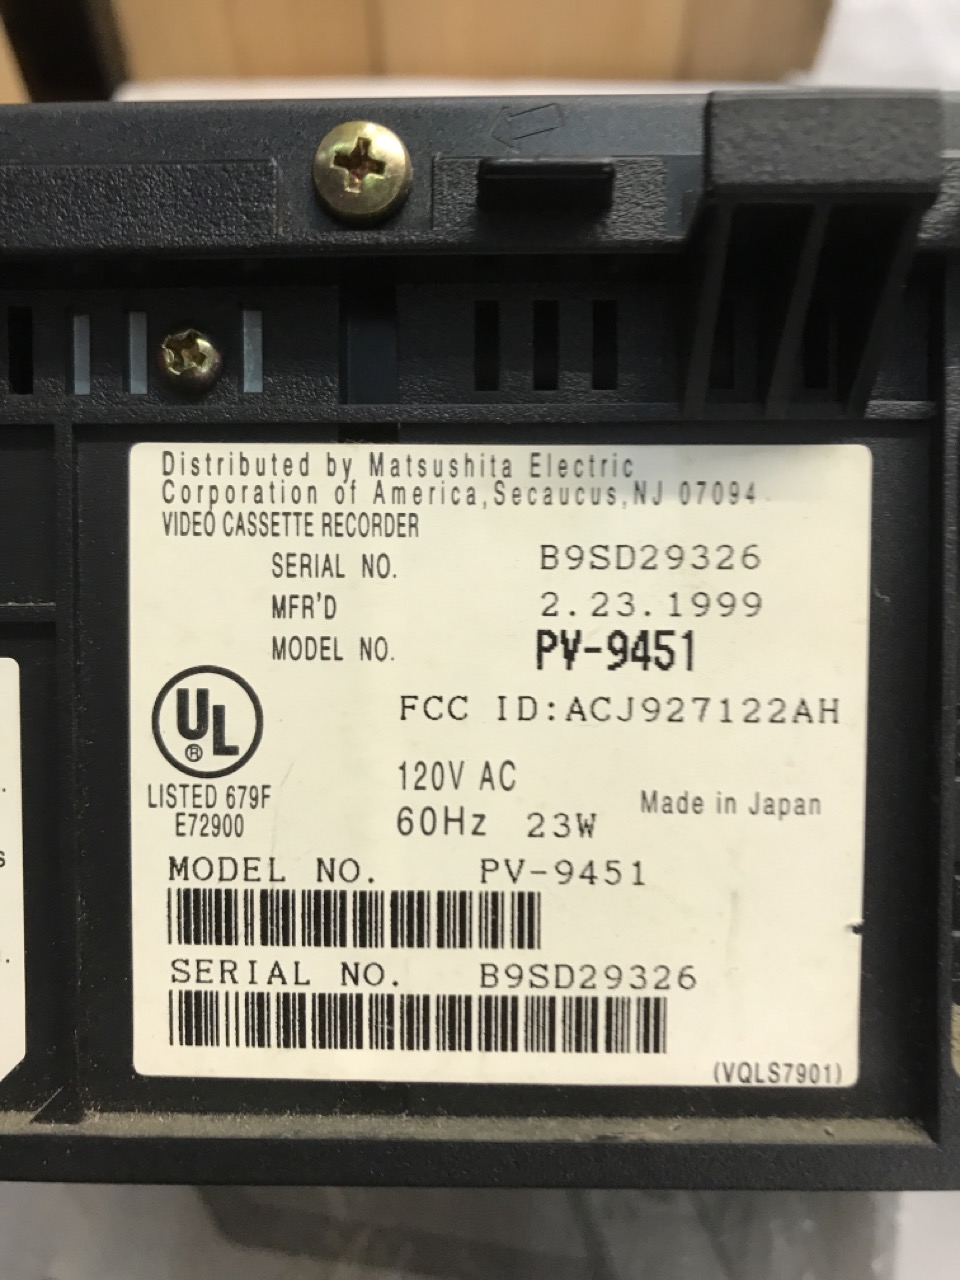 Distributed by Matsushita Electric
Corporation of America,Secaucus,NJ 07094
VIDEO CASSETTE RECORDER
SERIAL NO. B9SD29326
MFR'D 2.23.1999
MODEL NO. PV-9451
FCC ID:ACJ927122AH
UL
®
LISTED 679F
E72900
120V AC
60Hz 23W
Made in Japan
MODEL NO. PV-9451
SERIAL NO. B9SD29326
(VQLS7901)